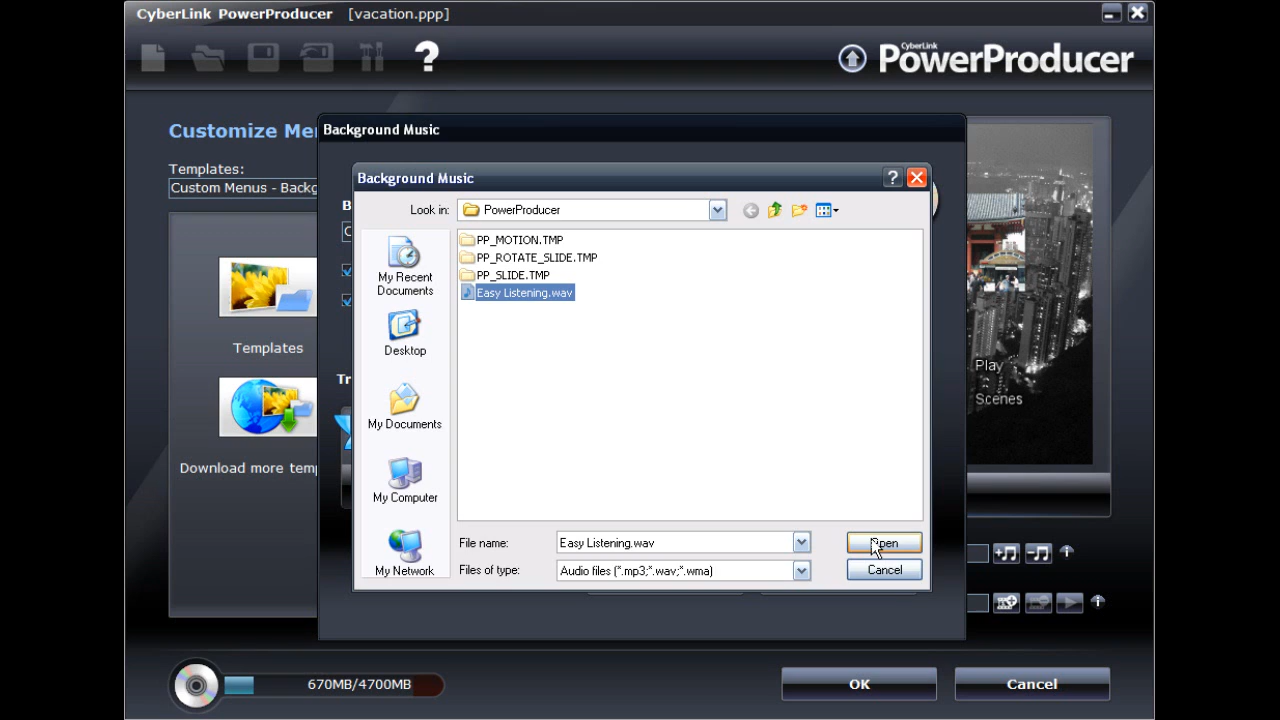 CyberLink PowerProducer [vacation.ppp]
?
CyberLink
PowerProducer
Customize Me
Background Music
Templates:
Custom Menus - Backg
Background Music
?
Look in:
PowerProducer
PP_MOTION.TMP
PP_ROTATE_SLIDE.TMP
PP_SLIDE.TMP
Easy Listening.wav
My Recent
Documents
Desktop
My Documents
My Computer
My Network
File name:
Easy Listening.wav
Open
Files of type:
Audio files (*.mp3;*.wav;*.wma)
Cancel
B
C
Tr
Templates
Download more temp
Play
Scenes
670MB/4700MB
OK
Cancel